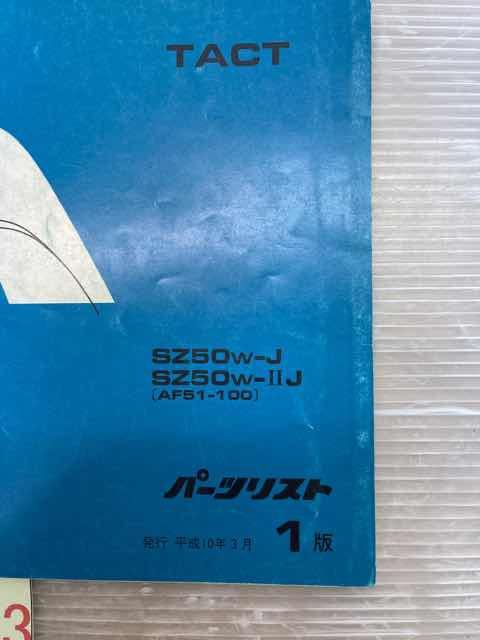 TACT
SZ50W-J
SZ50W-ⅡJ
(AF51-100)
パーツリスト
発行 平成10年3月 1版
3